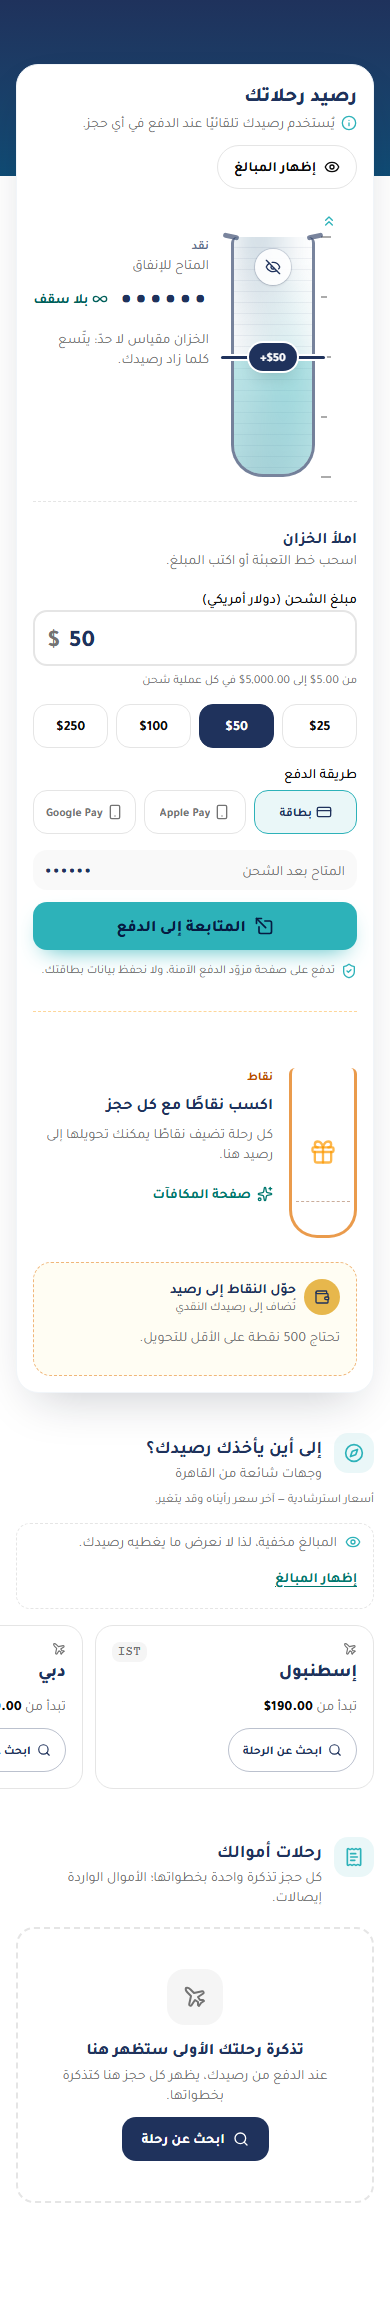 رصيد رحلاتك
يُستخدم رصيدك تلقائيًا عند الدفع في أي حجز.
إظهار المبالغ
نقد
المتاح للإنفاق
•••••• ∞ بلا سقف
الخزان مقياس لا حدّ: يتّسع
كلما زاد رصيدك.
+$50
املأ الخزان
اسحب خط التعبئة أو اكتب المبلغ.
مبلغ الشحن (دولار أمريكي)
$ 50
من $5.00 إلى $5,000.00 في كل عملية شحن
$25
$50
$100
$250
طريقة الدفع
بطاقة
Apple Pay
Google Pay
المتاح بعد الشحن ••••••
المتابعة إلى الدفع
تدفع على صفحة مزوّد الدفع الآمنة، ولا نحفظ بيانات بطاقتك.
نقاط
اكسب نقاطًا مع كل حجز
كل رحلة تضيف نقاطًا يمكنك تحويلها إلى
رصيد هنا.
صفحة المكافآت
حوّل النقاط إلى رصيد
تُضاف إلى رصيدك النقدي
تحتاج 500 نقطة على الأقل للتحويل.
إلى أين يأخذك رصيدك؟
وجهات شائعة من القاهرة
أسعار استرشادية — آخر سعر رأيناه وقد يتغير.
المبالغ مخفية، لذا لا نعرض ما يغطيه رصيدك.
إظهار المبالغ
IST
إسطنبول
تبدأ من $190.00
ابحث عن الرحلة
دبي
تبدأ من
.00
ابحث
رحلات أموالك
كل حجز تذكرة واحدة بخطواتها؛ الأموال الواردة
إيصالات.
تذكرة رحلتك الأولى ستظهر هنا
عند الدفع من رصيدك، يظهر كل حجز هنا كتذكرة
بخطواتها.
ابحث عن رحلة